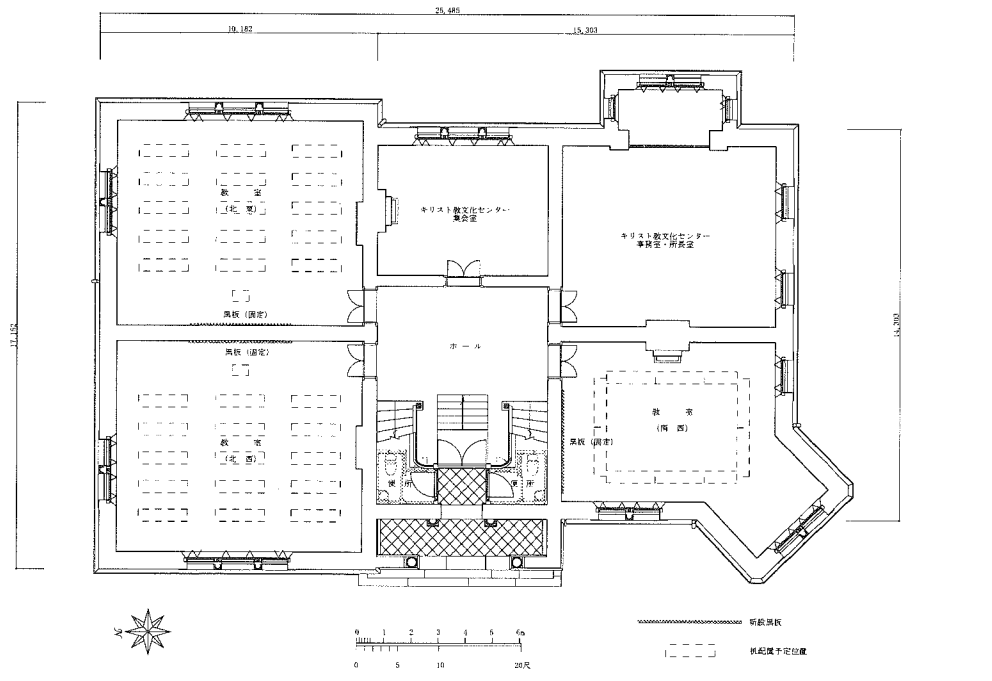 25,485
10,182
15,303
教室
(北東)
キリスト教文化センター
集会室
キリスト教文化センター
事務室・所長室
17,152
14,303
黒板(固定)
ホール
黒板(固定)
教室
(北西)
教室
(南西)
黒板(固定)
便所
便所
N
0 1 2 3 4 5 6m
0 5 10 20尺
新設黒板
机配置予定位置